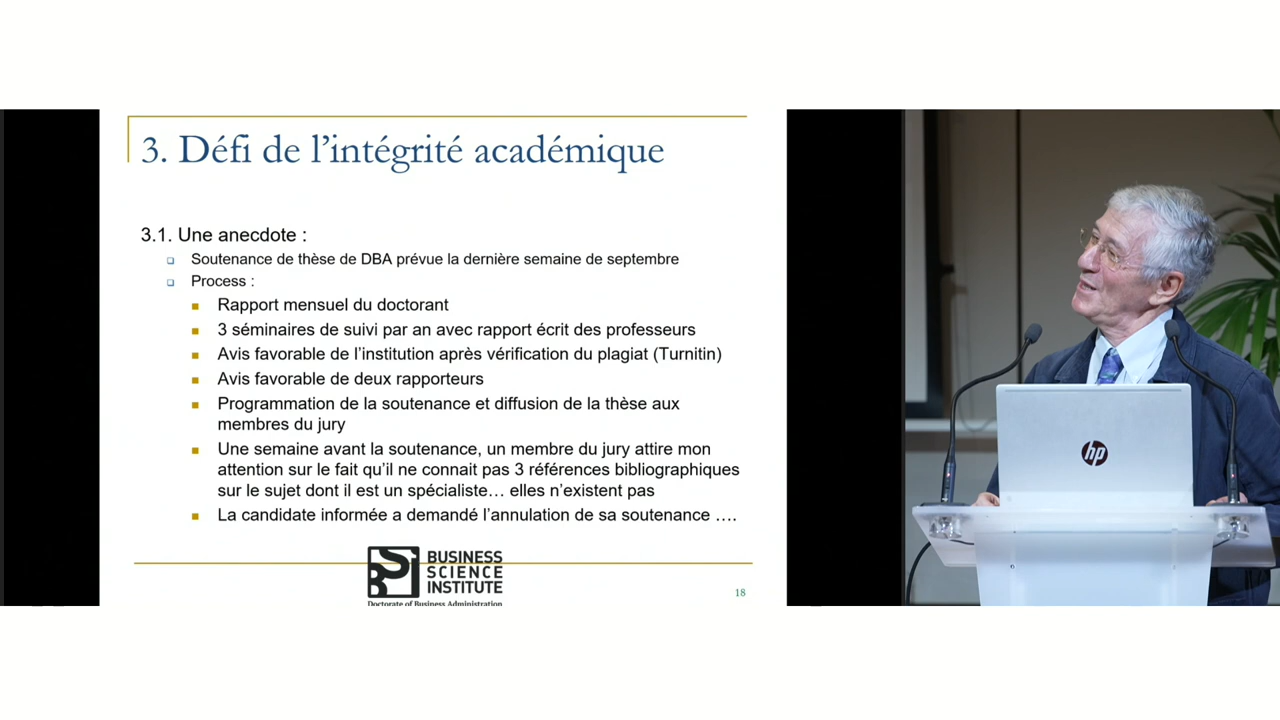 3. Défi de l’intégrité académique
3.1. Une anecdote :
Soutenance de thèse de DBA prévue la dernière semaine de septembre
Process :
Rapport mensuel du doctorant
3 séminaires de suivi par an avec rapport écrit des professeurs
Avis favorable de l’institution après vérification du plagiat (Turnitin)
Avis favorable de deux rapporteurs
Programmation de la soutenance et diffusion de la thèse aux
membres du jury
Une semaine avant la soutenance, un membre du jury attire mon
attention sur le fait qu’il ne connait pas 3 références bibliographiques
sur le sujet dont il est un spécialiste… elles n’existent pas
La candidate informée a demandé l’annulation de sa soutenance ….
BUSINESS
SCIENCE
INSTITUTE
Doctorate of Business Administration
18
hp